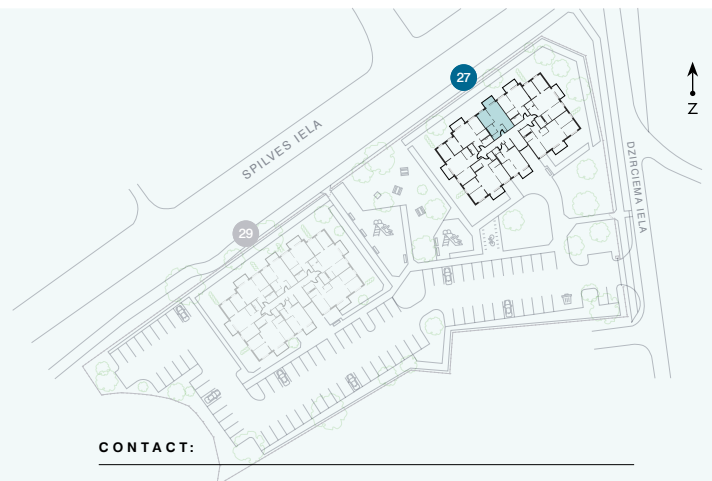 27
Z
SPILVES IELA
DZIRCIEMA IELA
29
CONTACT: